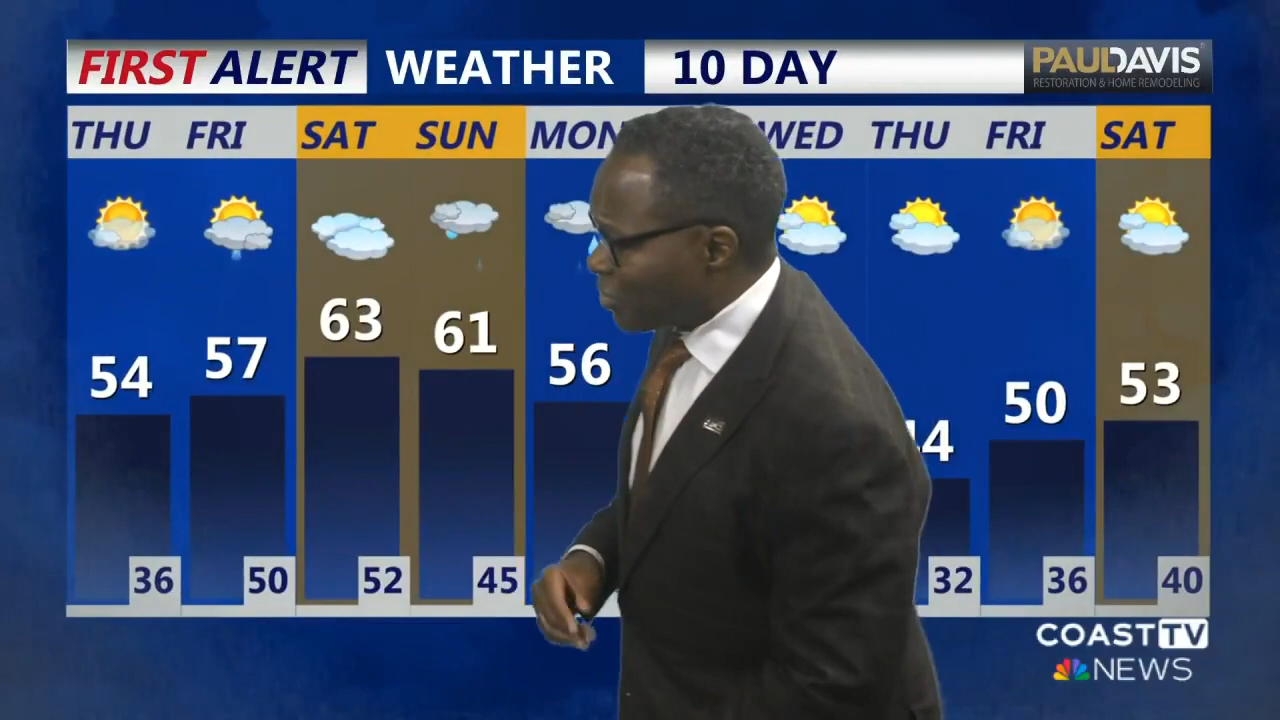 FIRST ALERT WEATHER 10 DAY
PAUL DAVIS
RESTORATION & HOME REMODELING
THU FRI SAT SUN MON WED THU FRI SAT
54 57 63 61 56 50 53
36 50 52 45 32 36 40
COAST TV
NEWS